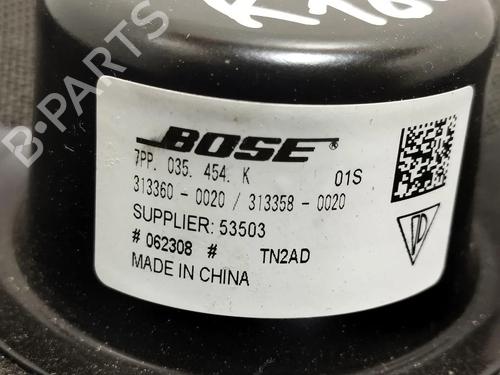 BOSE
7PP. 035. 454. K 01S
313360 - 0020 / 313358 - 0020
SUPPLIER: 53503
# 062308 # TN2AD
MADE IN CHINA
B-PARTS